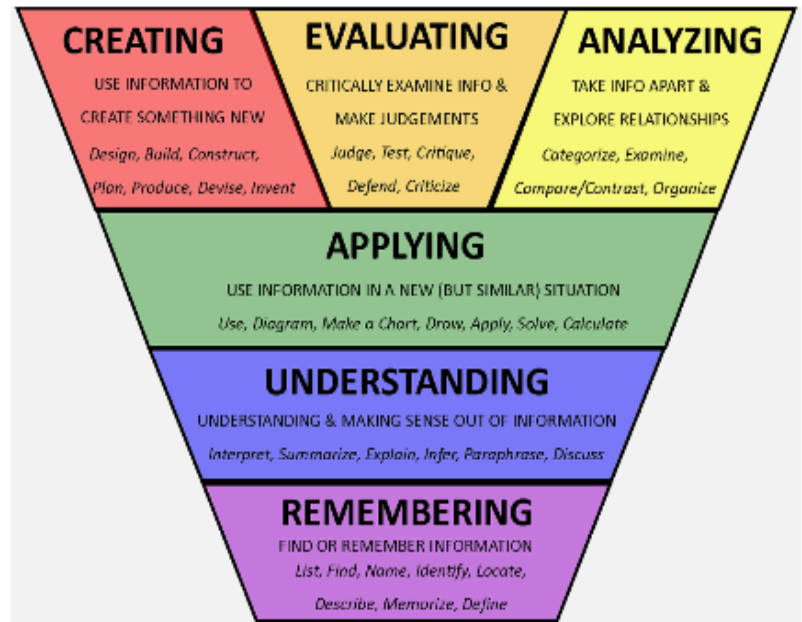 CREATING
USE INFORMATION TO
CREATE SOMETHING NEW
Design, Build, Construct,
Plan, Produce, Devise, Invent
EVALUATING
CRITICALLY EXAMINE INFO &
MAKE JUDGEMENTS
Judge, Test, Critique,
Defend, Criticize
ANALYZING
TAKE INFO APART &
EXPLORE RELATIONSHIPS
Categorize, Examine,
Compare/Contrast, Organize
APPLYING
USE INFORMATION IN A NEW (BUT SIMILAR) SITUATION
Use, Diagram, Make a Chart, Draw, Apply, Solve, Calculate
UNDERSTANDING
UNDERSTANDING & MAKING SENSE OUT OF INFORMATION
Interpret, Summarize, Explain, Infer, Paraphrase, Discuss
REMEMBERING
FIND OR REMEMBER INFORMATION
List, Find, Name, Identify, Locate,
Describe, Memorize, Define